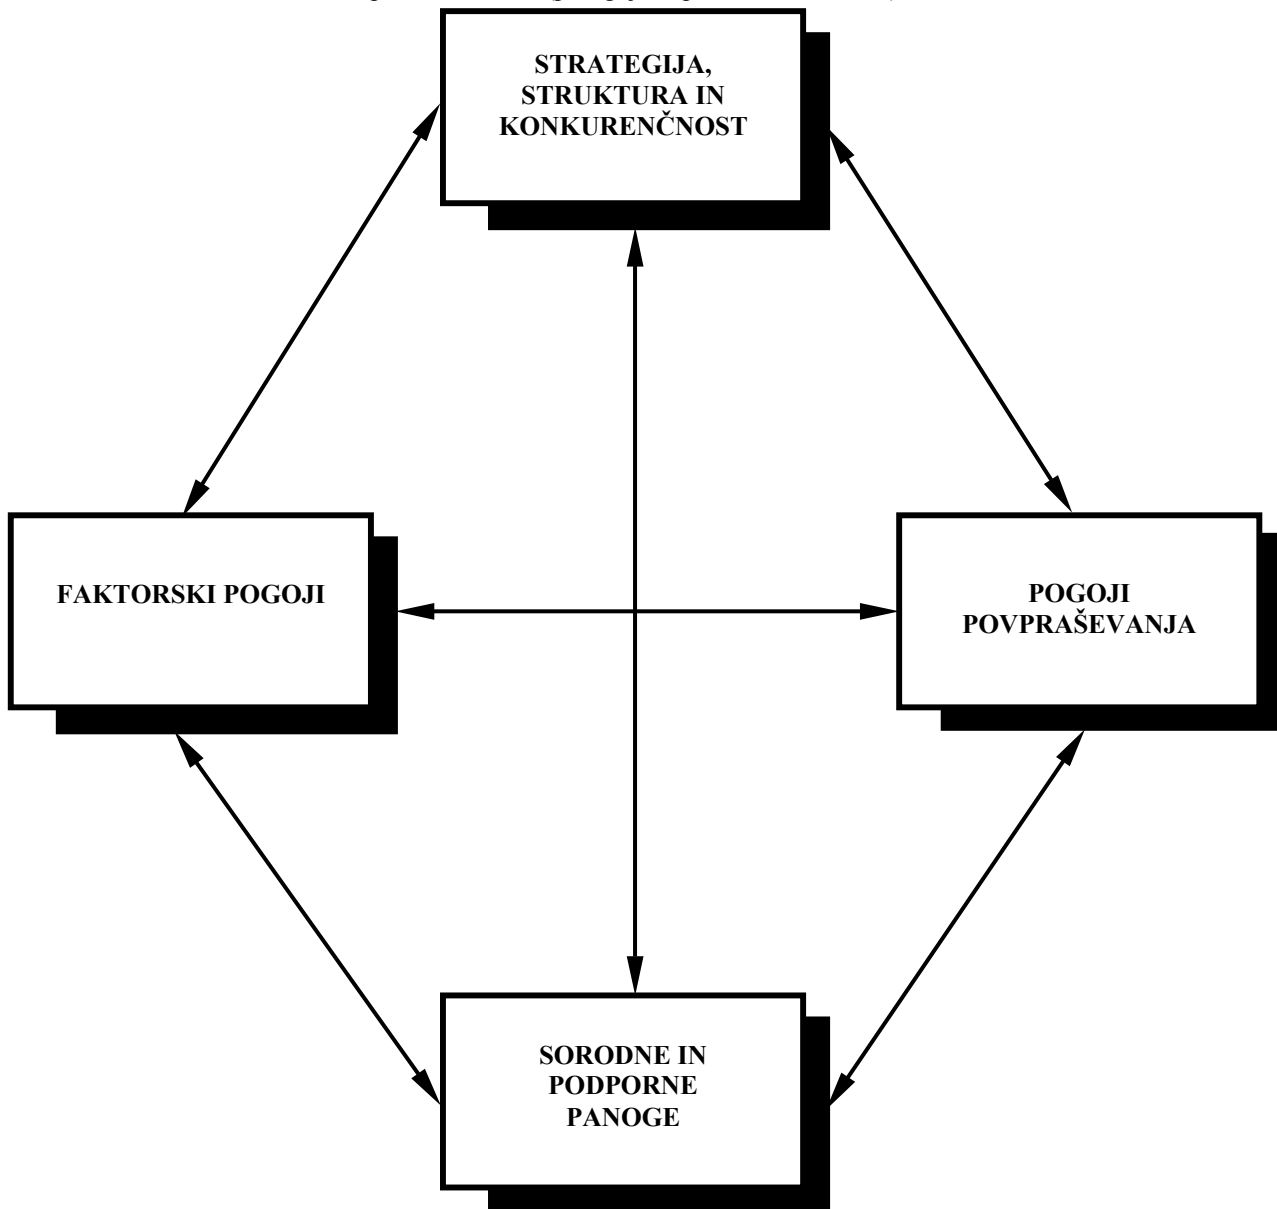 STRATEGIJA,
STRUKTURA IN
KONKURENČNOST
FAKTORSKI POGOJI
POGOJI
POVPRAŠEVANJA
SORODNE IN
PODPORNE
PANOGE